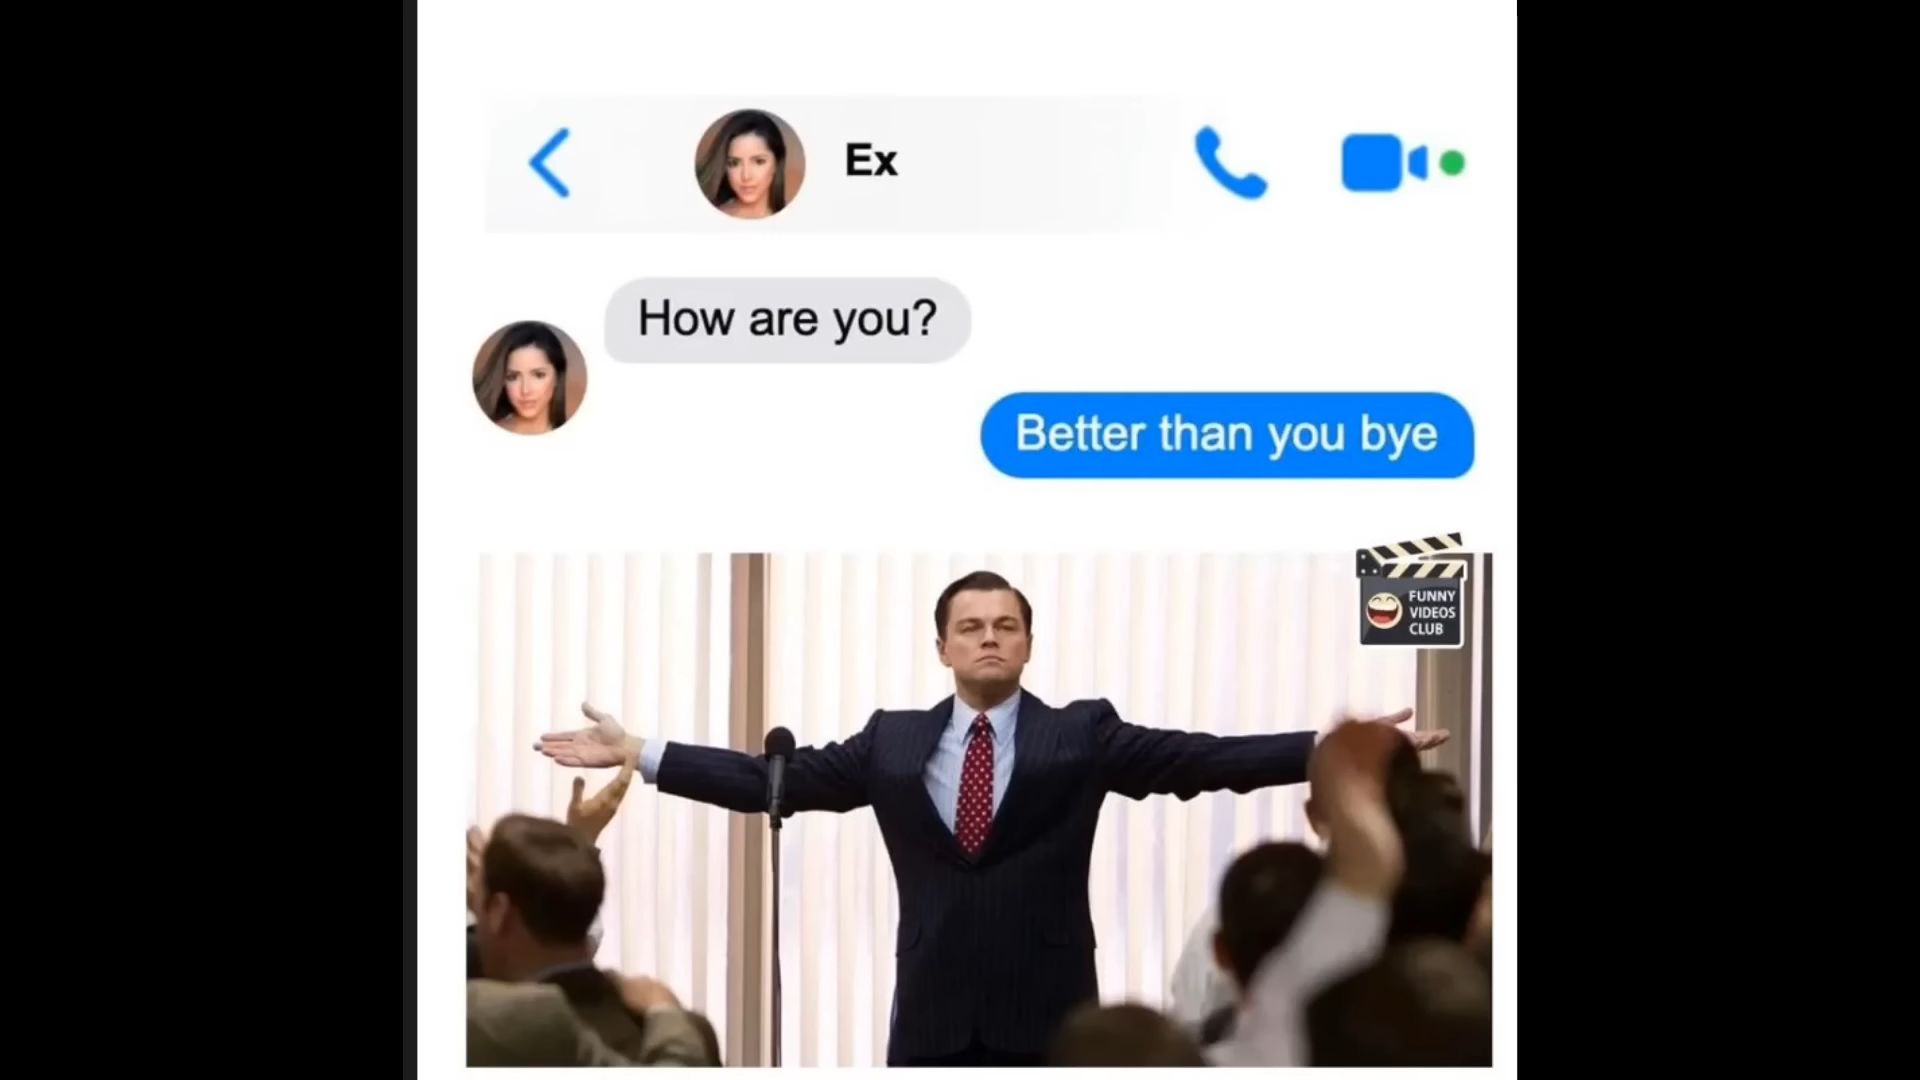 Ex
How are you?
Better than you bye
FUNNY
VIDEOS
CLUB